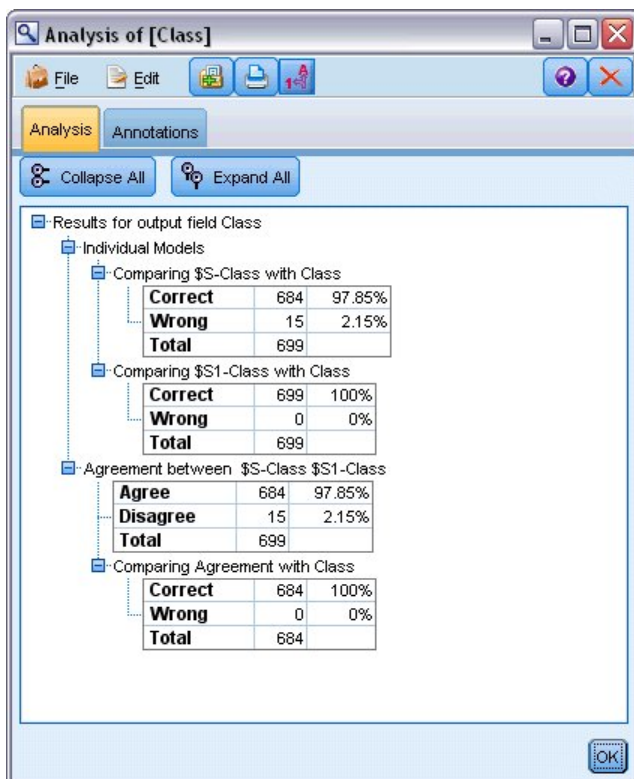 Analysis of [Class]
File Edit
Analysis Annotations
Collapse All Expand All
Results for output field Class
Individual Models
Comparing $S-Class with Class
Correct 684 97.85%
Wrong 15 2.15%
Total 699
Comparing $S1-Class with Class
Correct 699 100%
Wrong 0 0%
Total 699
Agreement between $S-Class $S1-Class
Agree 684 97.85%
Disagree 15 2.15%
Total 699
Comparing Agreement with Class
Correct 684 100%
Wrong 0 0%
Total 684
OK